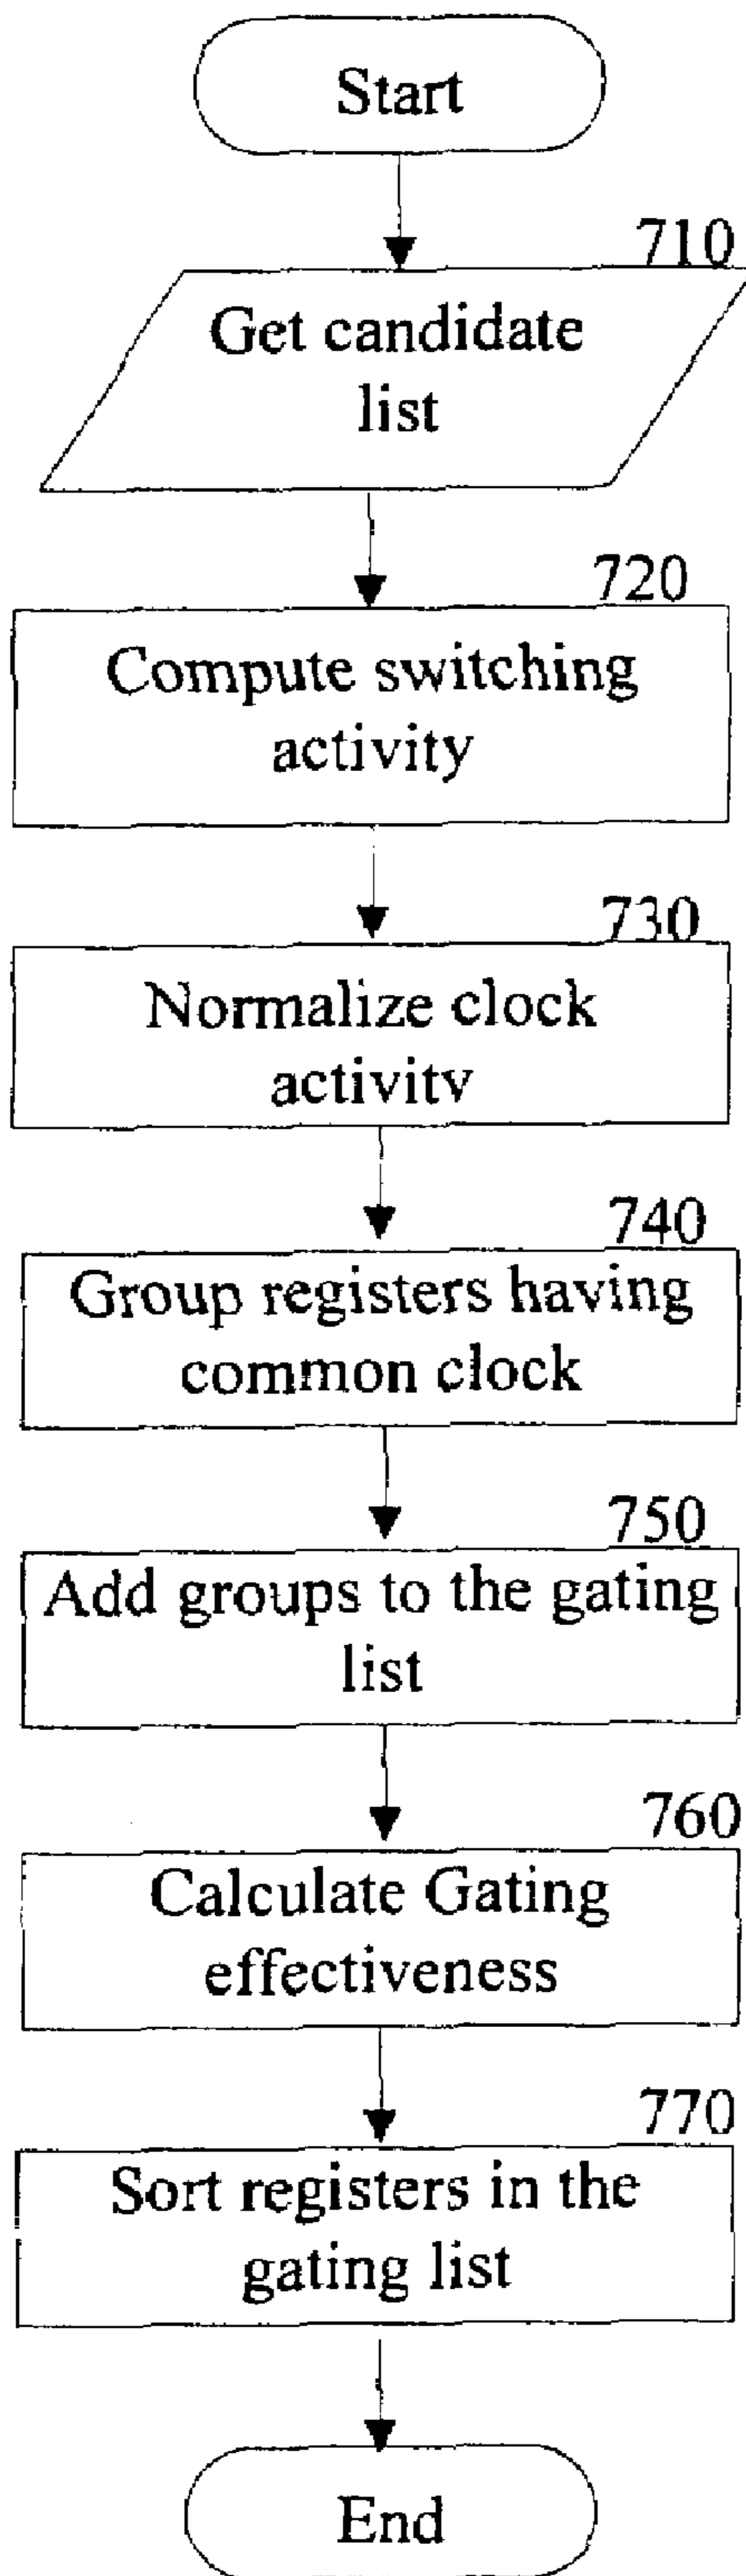 Start
710
Get candidate
list
720
Compute switching
activity
730
Normalize clock
activity
740
Group registers having
common clock
750
Add groups to the gating
list
760
Calculate Gating
effectiveness
770
Sort registers in the
gating list
End